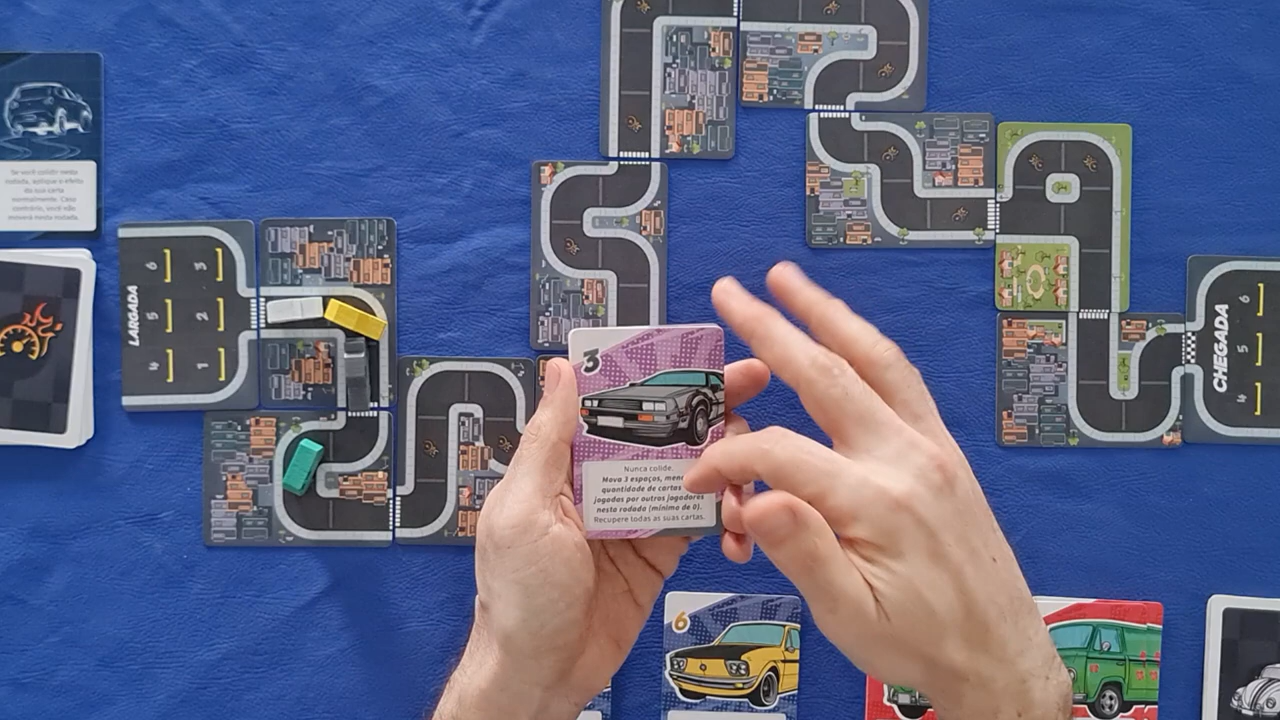 Se você colidir nesta
rodada, aplique o efeito
da sua carta
normalmente. Caso
contrário, você não
moverá nesta rodada.
LARGADA
6 3
5 2
4 1
3
Nunca colide.
Mova 3 espaços, menos
quantidade de cartas
jogadas por outros jogadores
nesta rodada (mínimo de 0).
Recupere todas as suas cartas.
6
CHEGADA
6
5
4